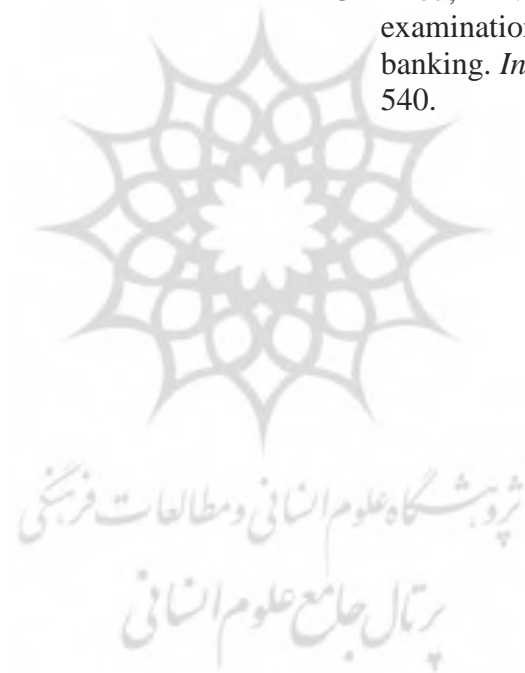 examination
banking. In
540.
پژوهشگاه علوم انسانی و مطالعات فرهنگی
پرتال جامع علوم انسانی